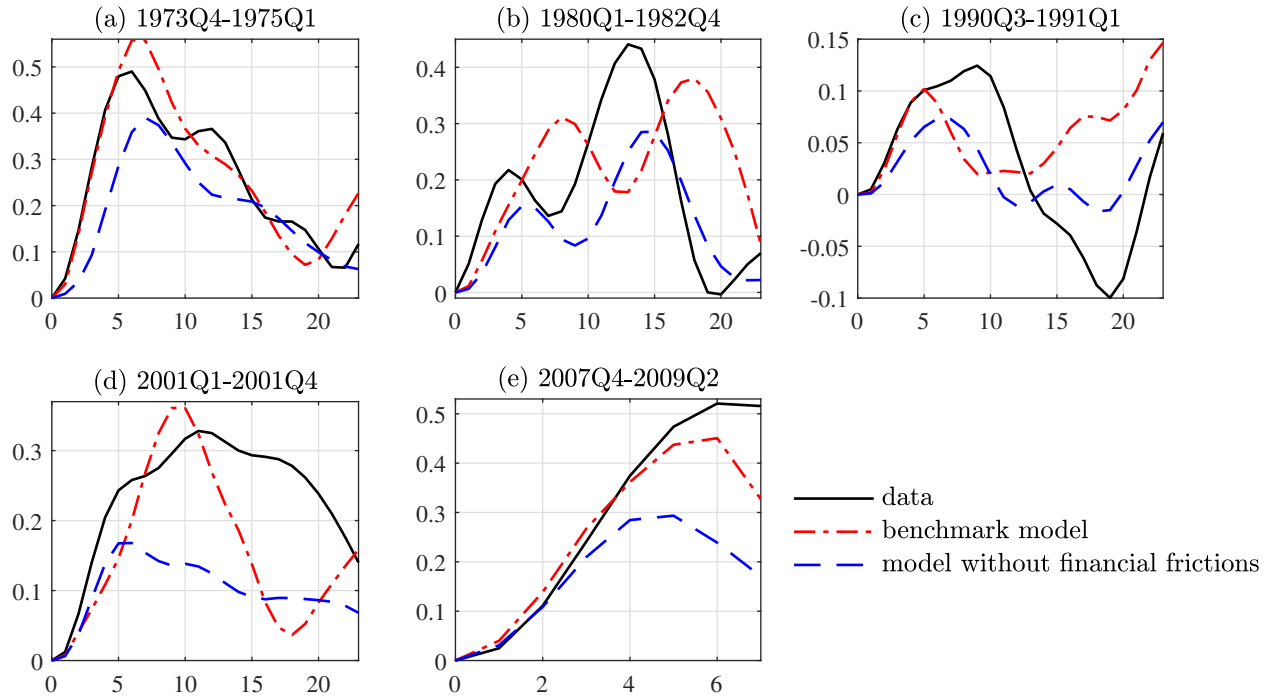 (a) 1973Q4-1975Q1
0.5
0.4
0.3
0.2
0.1
0
0 5 10 15 20
(b) 1980Q1-1982Q4
0.4
0.3
0.2
0.1
0
0 5 10 15 20
(c) 1990Q3-1991Q1
0.15
0.1
0.05
0
-0.05
-0.1
0 5 10 15 20
(d) 2001Q1-2001Q4
0.3
0.2
0.1
0
0 5 10 15 20
(e) 2007Q4-2009Q2
0.5
0.4
0.3
0.2
0.1
0
0 2 4 6
data
benchmark model
model without financial frictions